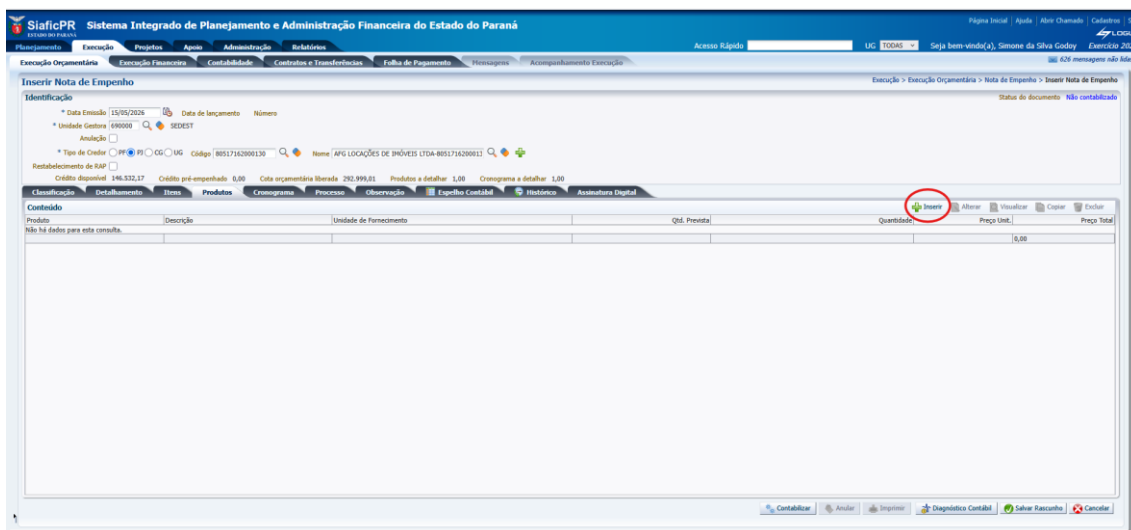 SiaficPR Sistema Integrado de Planejamento e Administração Financeira do Estado do Paraná
ESTADO DO PARANÁ
Página Inicial | Ajuda | Abrir Chamado | Cadastros
Planejamento Execução Projetos Apoio Administração Relatórios
Acesso Rápido UG TODAS Seja bem-vindo(a), Simone da Silva Godoy Exercício 20
Execução Orçamentária Execução Financeira Contabilidade Contratos e Transferências Folha de Pagamento Mensagens Acompanhamento Execução
626 mensagens não lida
Inserir Nota de Empenho
Execução > Execução Orçamentária > Nota de Empenho > Inserir Nota de Empenho
Identificação
Status do documento Não contabilizado
* Data Emissão 15/05/2026 Data de lançamento Número
* Unidade Gestora 690000 SEDEST
Anulação
* Tipo de Credor PF PJ CG UG Código 80517162000130 Nome APG LOCAÇÕES DE IMÓVEIS LTDA-8051716200013
Restabelecimento de RAP
Crédito disponível 146.532,17 Crédito pré-empenhado 0,00 Cota orçamentária liberada 292.999,01 Produtos a detalhar 1,00 Cronograma a detalhar 1,00
Classificação Detalhamento Itens Produtos Cronograma Processo Observação Espelho Contábil Histórico Assinatura Digital
Conteúdo
Inserir Alterar Visualizar Copiar Excluir
Produto Descrição Unidade de Fornecimento Qtd. Prevista Quantidade Preço Unit. Preço Total
Não há dados para esta consulta.
0,00
Contabilizar Anular Imprimir Diagnóstico Contábil Salvar Rascunho Cancelar